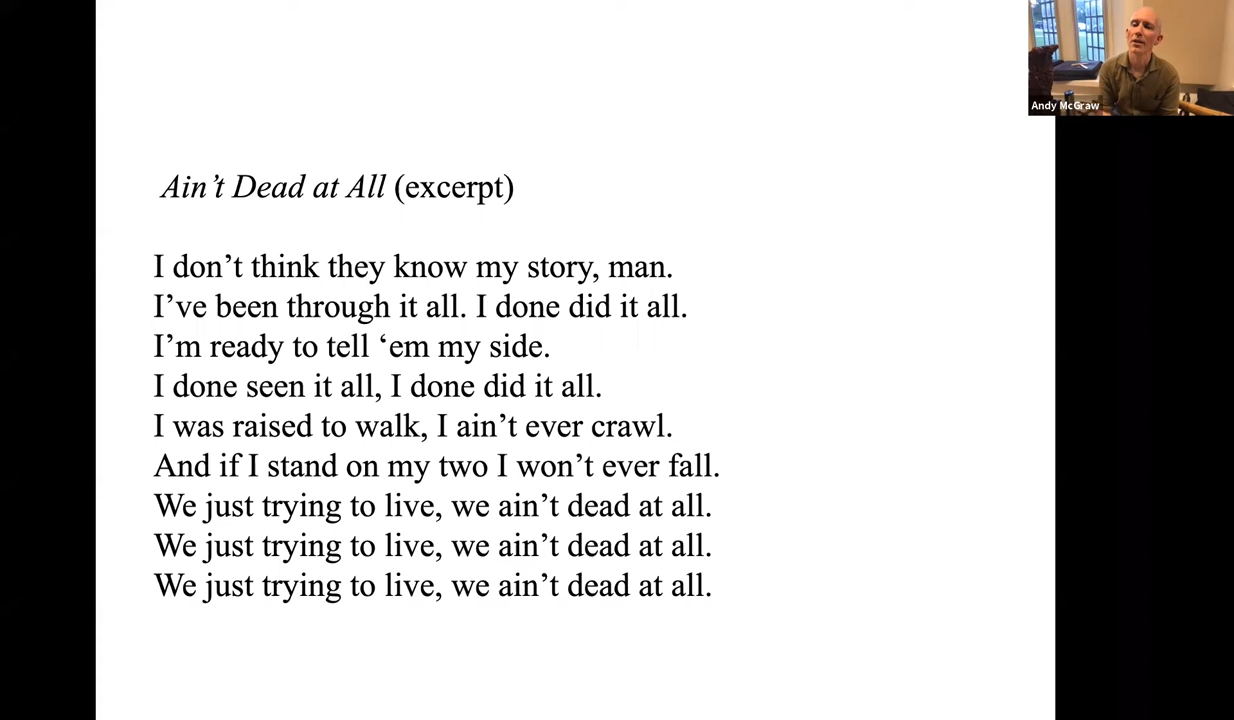 Andy McGraw
Ain’t Dead at All (excerpt)
I don’t think they know my story, man.
I’ve been through it all. I done did it all.
I’m ready to tell ‘em my side.
I done seen it all, I done did it all.
I was raised to walk, I ain’t ever crawl.
And if I stand on my two I won’t ever fall.
We just trying to live, we ain’t dead at all.
We just trying to live, we ain’t dead at all.
We just trying to live, we ain’t dead at all.